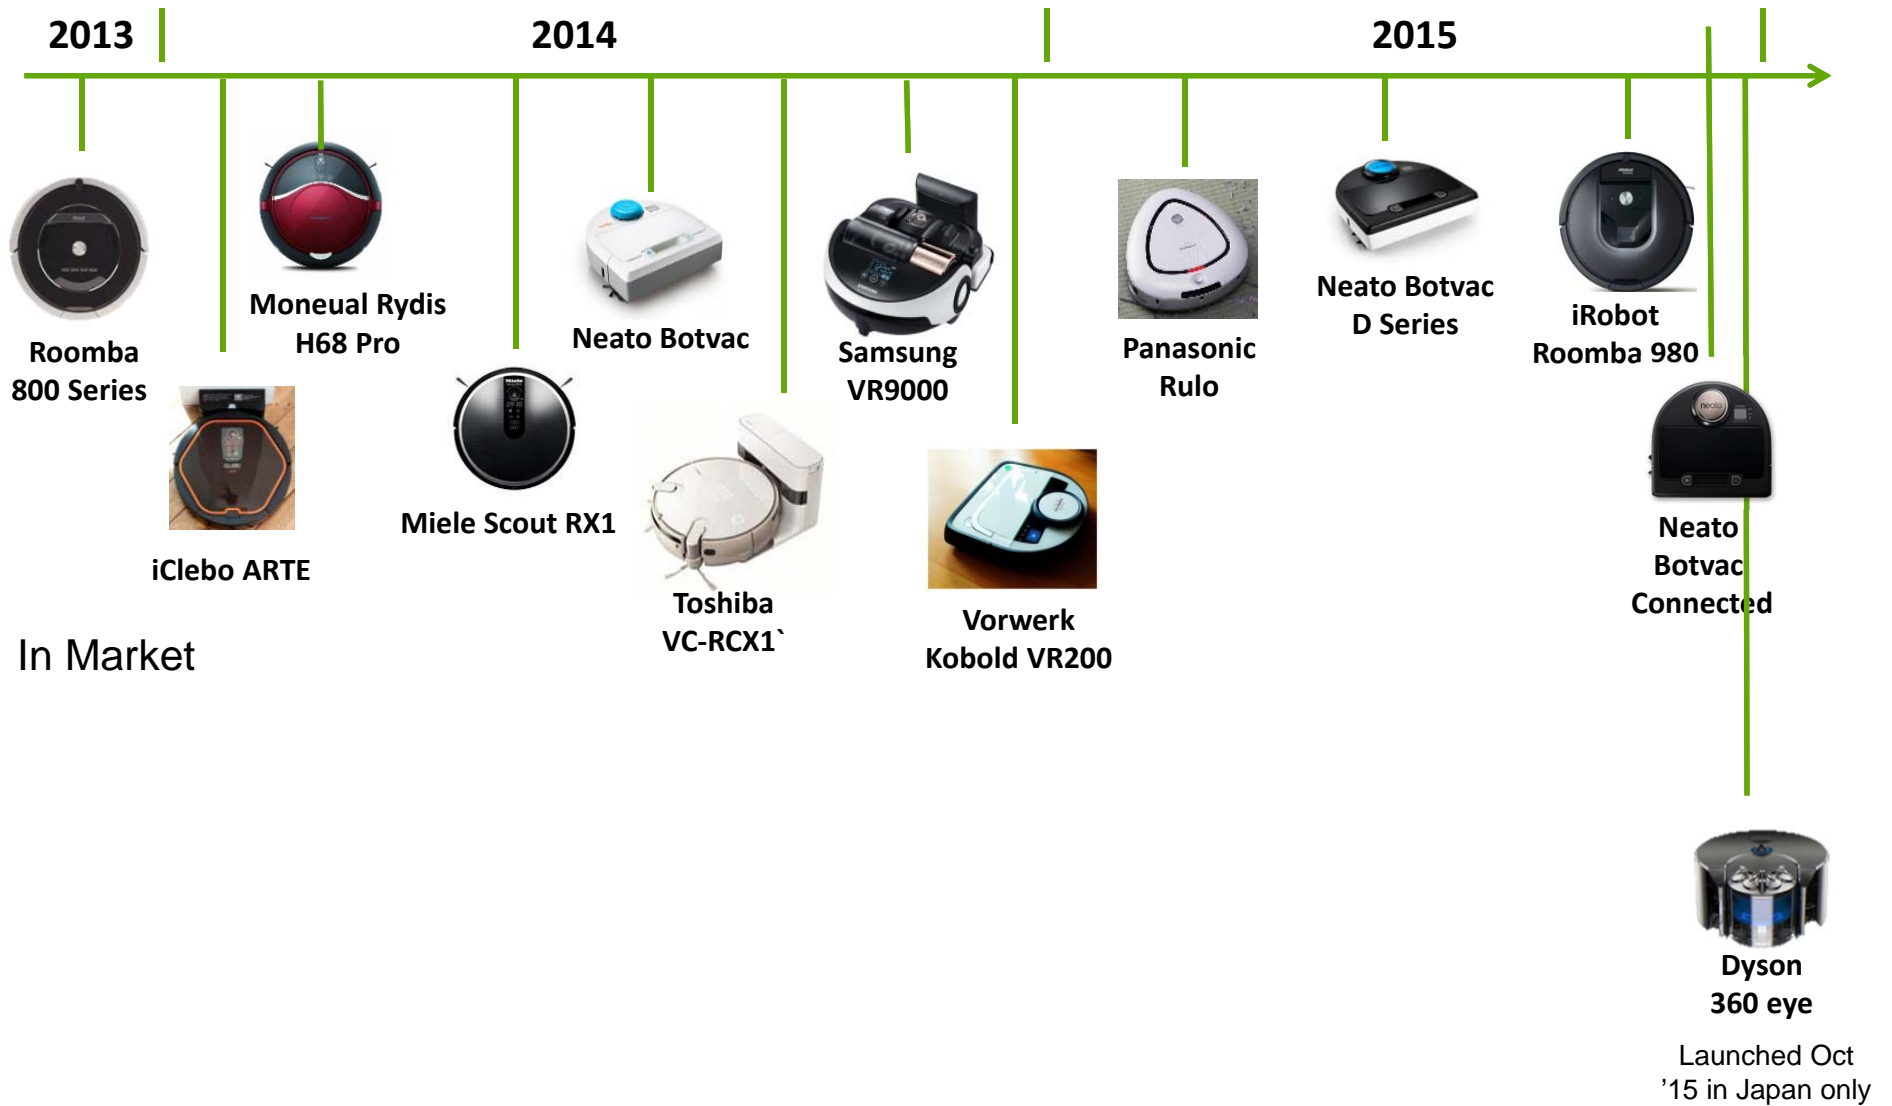 2013
2014
2015
Roomba
800 Series
iClebo ARTE
Moneual Rydis
H68 Pro
Miele Scout RX1
Neato Botvac
Toshiba
VC-RCX1`
Samsung
VR9000
Vorwerk
Kobold VR200
Panasonic
Rulo
Neato Botvac
D Series
iRobot
Roomba 980
neato
Neato
Botvac
Connected
In Market
Dyson
360 eye
Launched Oct
’15 in Japan only